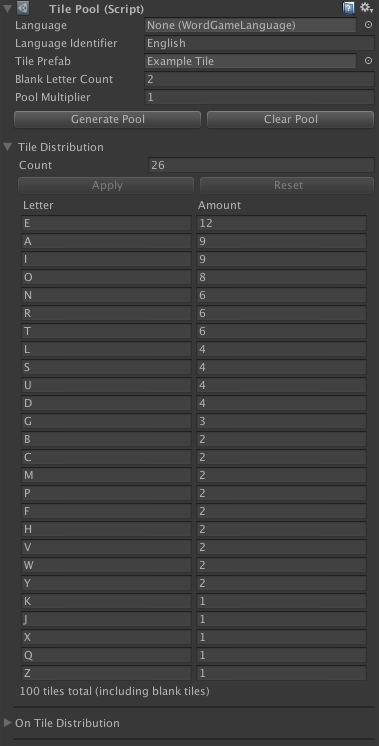 Tile Pool (Script)
Language None (WordGameLanguage)
Language Identifier English
Tile Prefab Example Tile
Blank Letter Count 2
Pool Multiplier 1
Generate Pool Clear Pool
Tile Distribution
Count 26
Apply Reset
Letter Amount
E 12
A 9
I 9
O 8
N 6
R 6
T 6
L 4
S 4
U 4
D 4
G 3
B 2
C 2
M 2
P 2
F 2
H 2
V 2
W 2
Y 2
K 1
J 1
X 1
Q 1
Z 1
100 tiles total (including blank tiles)
On Tile Distribution